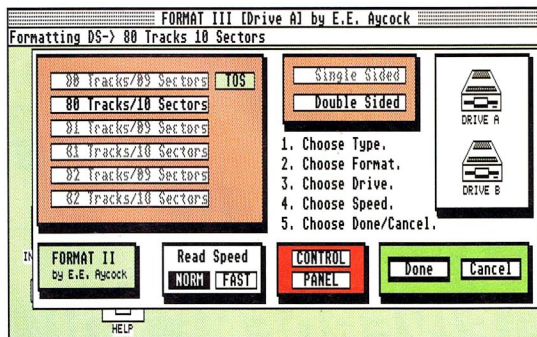 FORMAT III [Drive A] by E.E. Aycock
Formatting DS-> 80 Tracks 10 Sectors
80 Tracks/09 Sectors
TOS
80 Tracks/10 Sectors
81 Tracks/09 Sectors
81 Tracks/10 Sectors
82 Tracks/09 Sectors
82 Tracks/10 Sectors
Single Sided
Double Sided
1. Choose Type.
2. Choose Format.
3. Choose Drive.
4. Choose Speed.
5. Choose Done/Cancel.
DRIVE A
DRIVE B
IN
FORMAT II
by E.E. Aycock
Read Speed
NORM
FAST
CONTROL
PANEL
Done
Cancel
HELP